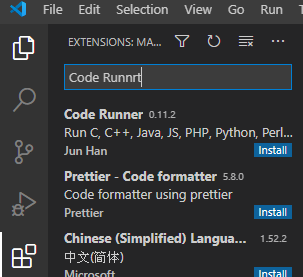 File Edit Selection View Go Run
EXTENSIONS: MA...
Code Runnrt
Code Runner 0.11.2
Run C, C++, Java, JS, PHP, Python, Perl...
Jun Han Install
Prettier - Code formatter 5.8.0
Code formatter using prettier
Prettier Install
Chinese (Simplified) Langua... 1.52.2
中文(简体)
Microsoft Install